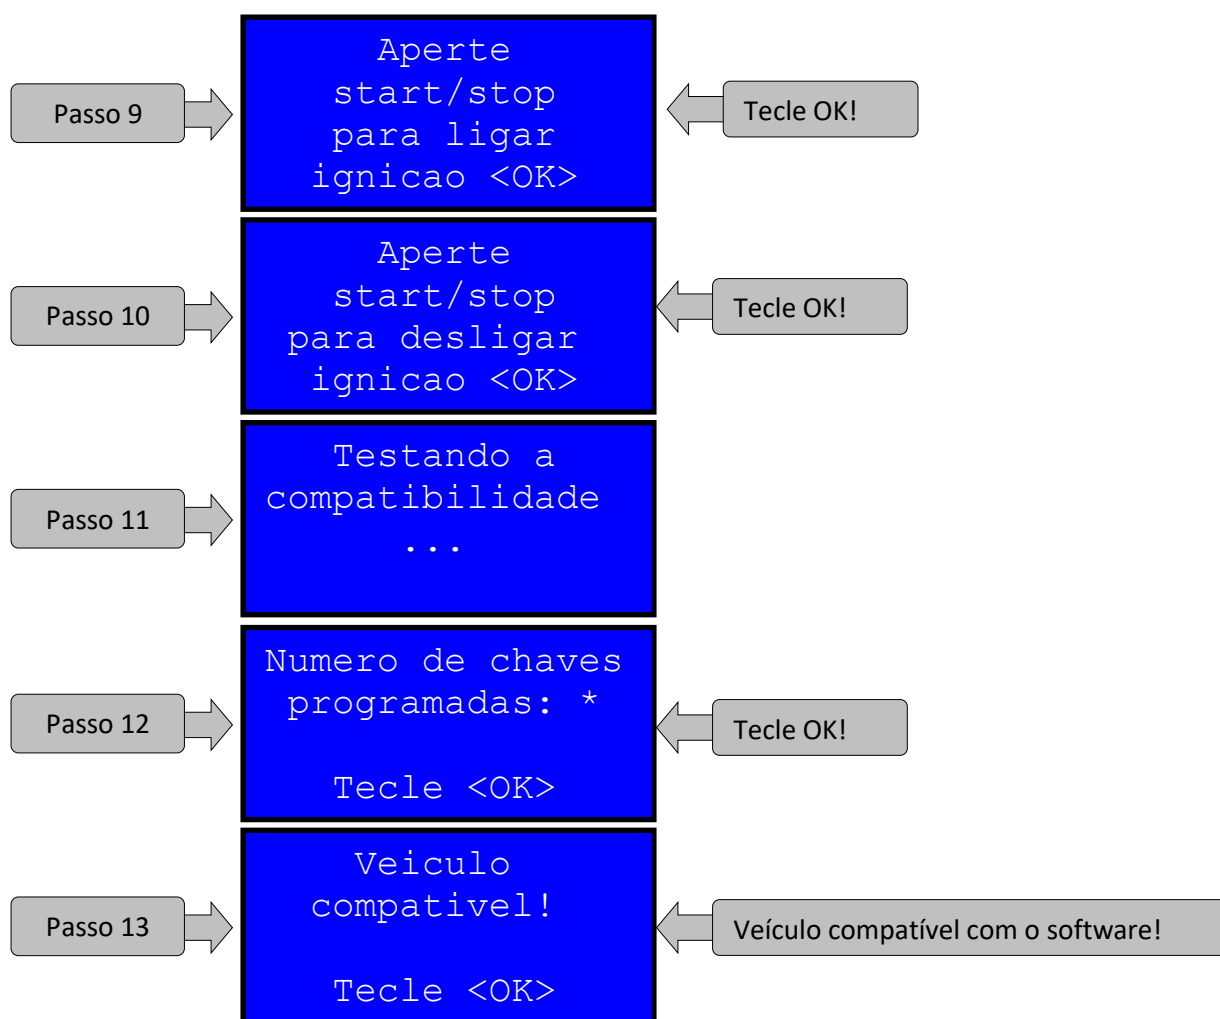 Passo 9
Aperte
start/stop
para ligar
ignicao <OK>
Tecle OK!
Passo 10
Aperte
start/stop
para desligar
ignicao <OK>
Tecle OK!
Passo 11
Testando a
compatibilidade
...
Passo 12
Numero de chaves
programadas: *
Tecle <OK>
Tecle OK!
Passo 13
Veiculo
compativel!
Tecle <OK>
Veículo compatível com o software!